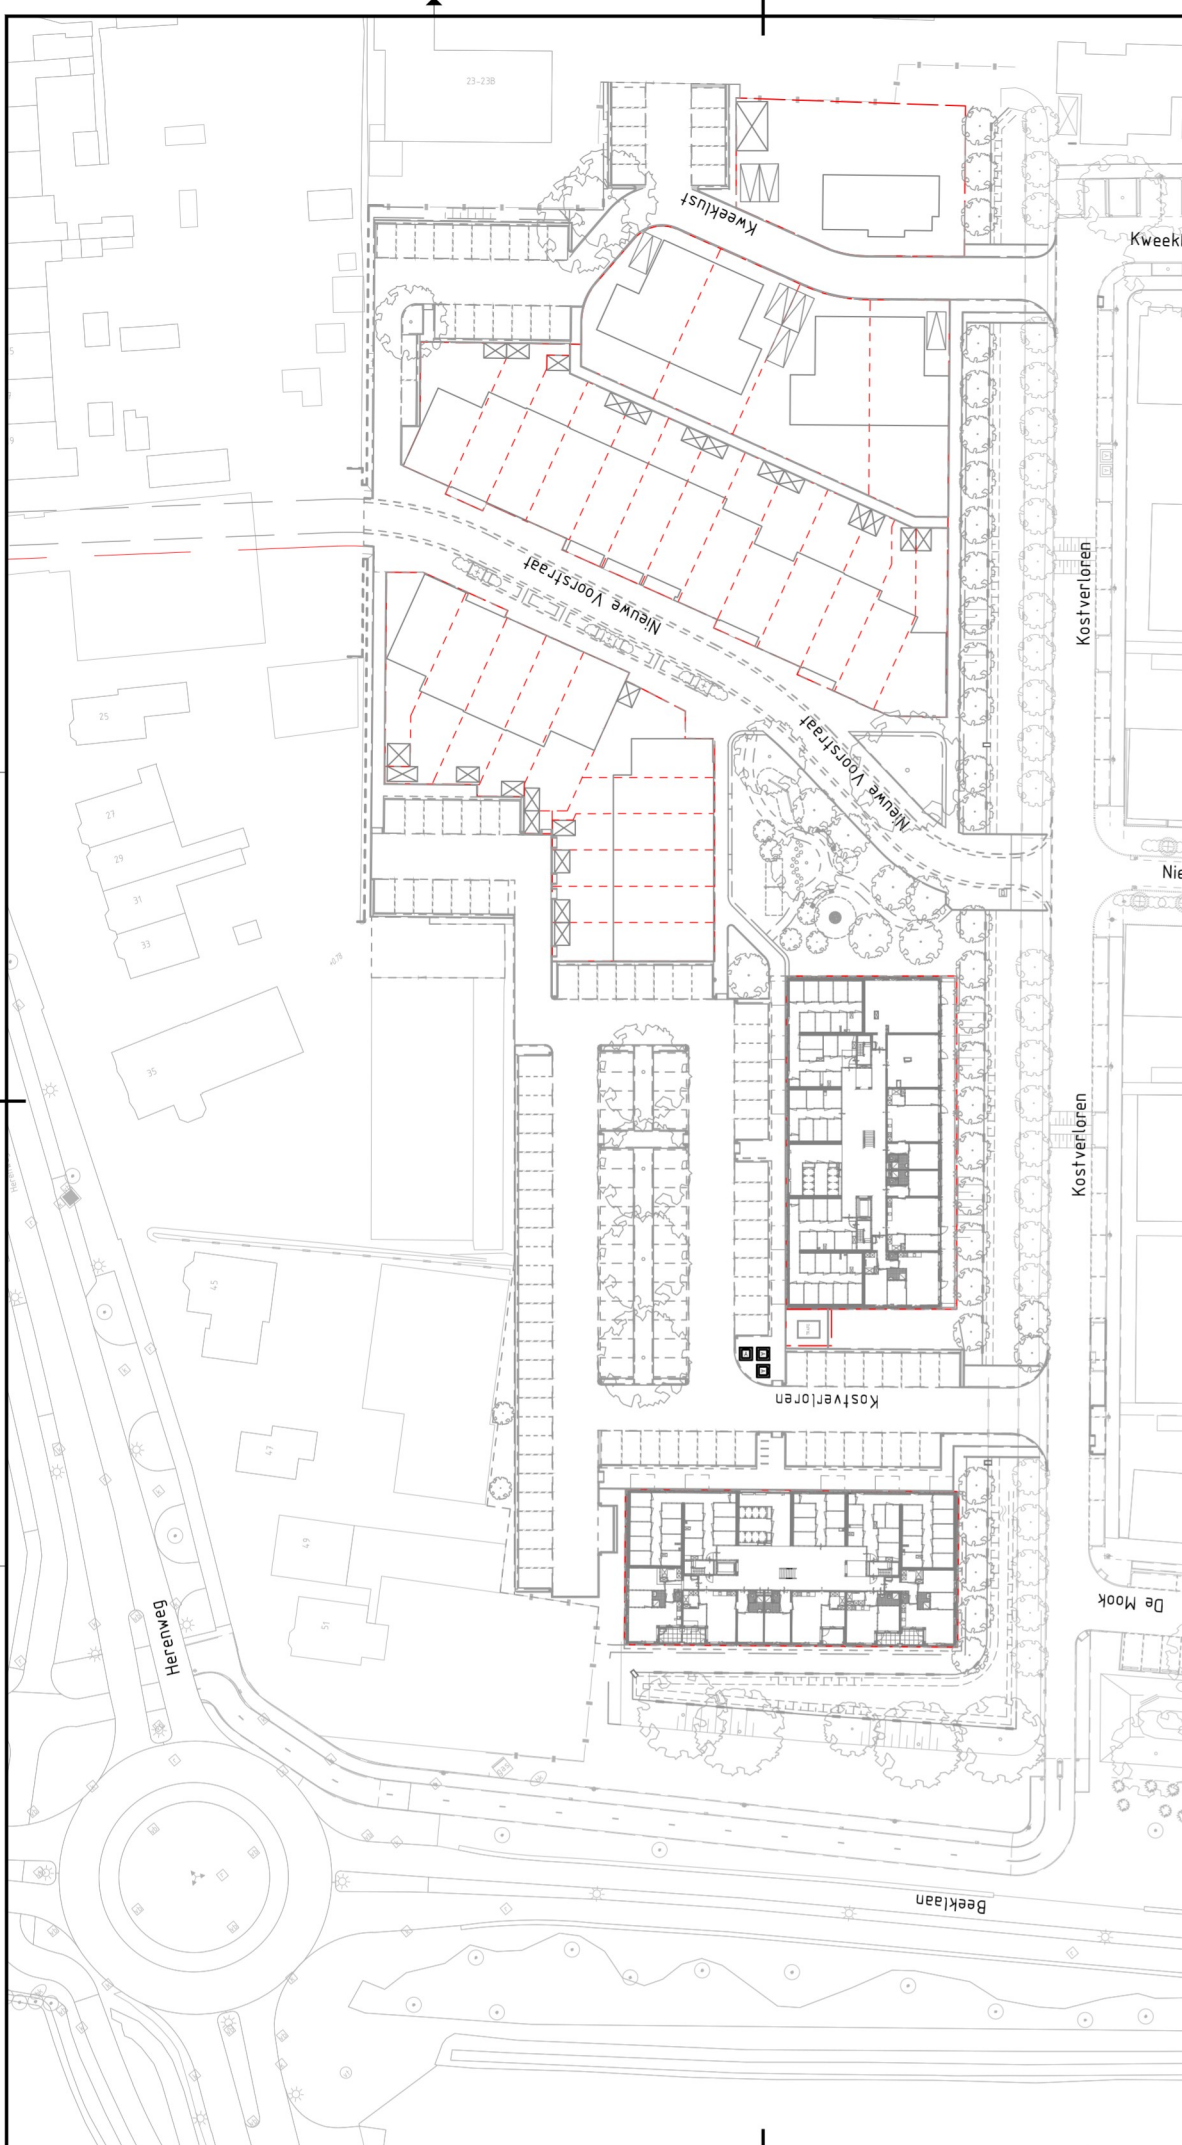 23-23B
Kweeklust
Kweekl
Kostverloren
Nieuwe Voorstraat
25
Nieuwe Voorstraat
27
29
31
33
Nie
35
Kostverloren
45
Kostverloren
47
49
51
De Mook
Herenweg
Beeklaan